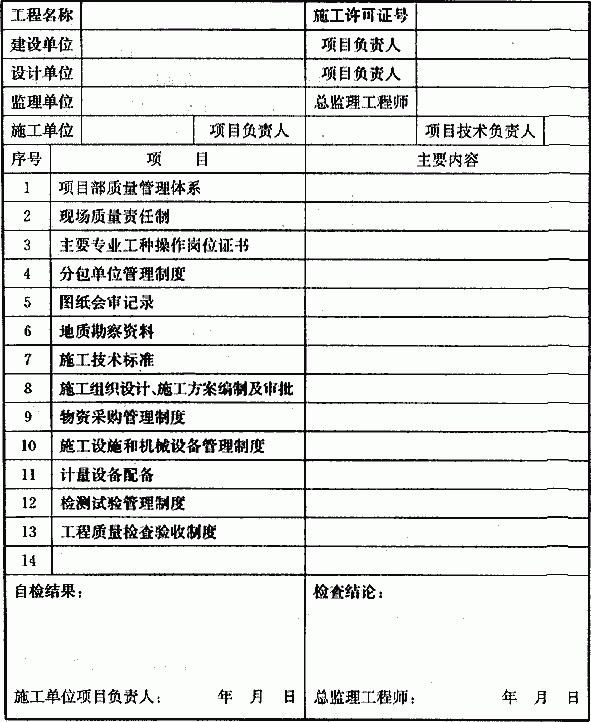 工程名称 施工许可证号
建设单位 项目负责人
设计单位 项目负责人
监理单位 总监理工程师
施工单位 项目负责人 项目技术负责人
序号 项 目 主要内容
1 项目部质量管理体系
2 现场质量责任制
3 主要专业工种操作岗位证书
4 分包单位管理制度
5 图纸会审记录
6 地质勘察资料
7 施工技术标准
8 施工组织设计、施工方案编制及审批
9 物资采购管理制度
10 施工设施和机械设备管理制度
11 计量设备配备
12 检测试验管理制度
13 工程质量检查验收制度
14
自检结果: 检查结论:
施工单位项目负责人: 年 月 日 总监理工程师: 年 月 日